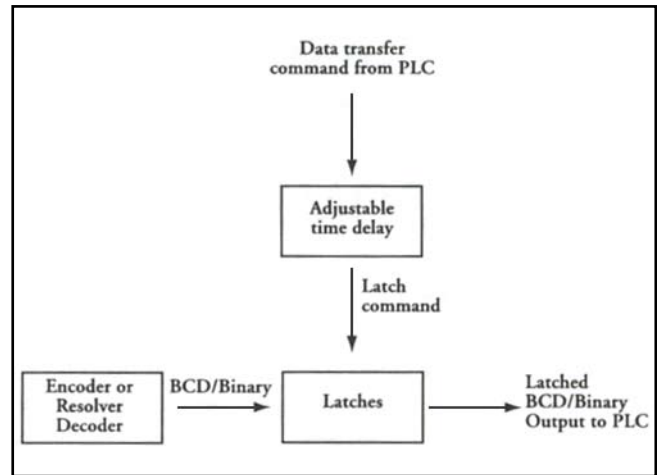 Data transfer
command from PLC
Adjustable
time delay
Latch
command
Encoder or
Resolver
Decoder
BCD/Binary
Latches
Latched
BCD/Binary
Output to PLC